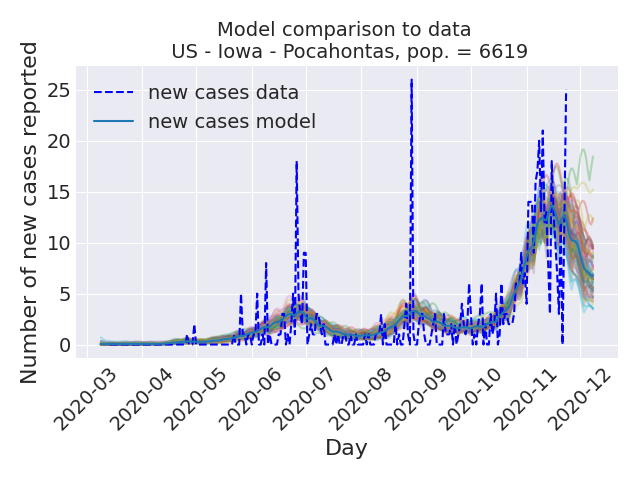 Model comparison to data
US - Iowa - Pocahontas, pop. = 6619
Number of new cases reported
25
20
15
10
5
0
new cases data
new cases model
2020-03
2020-04
2020-05
2020-06
2020-07
2020-08
2020-09
2020-10
2020-11
2020-12
Day